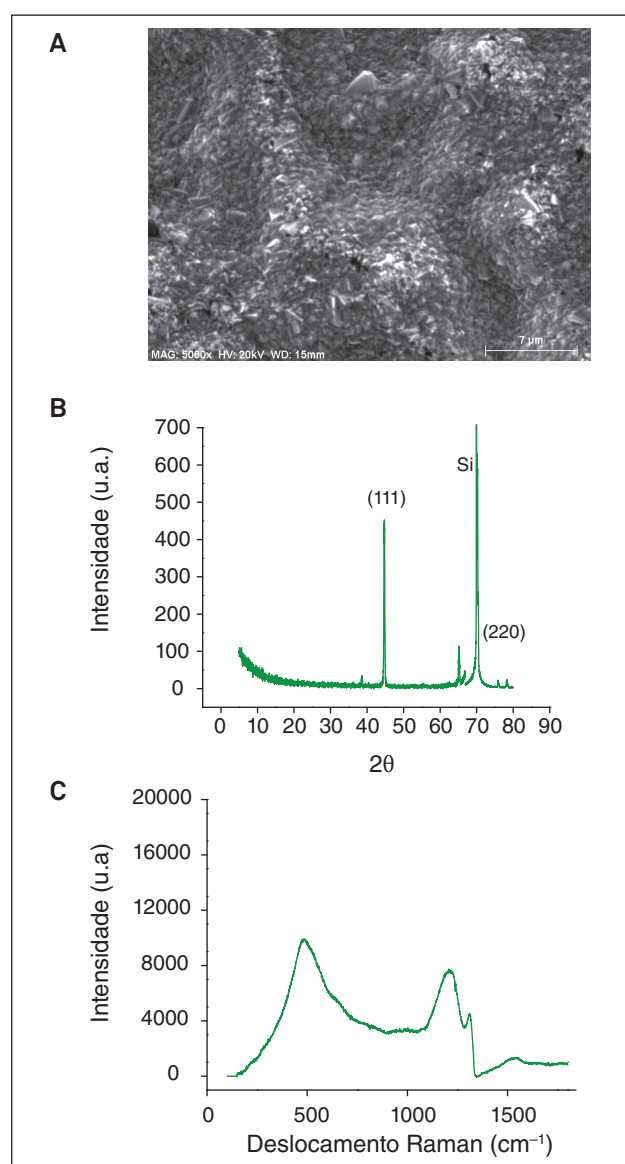 A
MAG: 5000x HV: 20kV WD: 15mm
7 µm
B
Intensidade (u.a.)
700
600
500
400
300
200
100
0
(111)
Si
(220)
0 10 20 30 40 50 60 70 80 90
2θ
C
Intensidade (u.a)
20000
16000
12000
8000
4000
0
0 500 1000 1500
Deslocamento Raman (cm⁻¹)